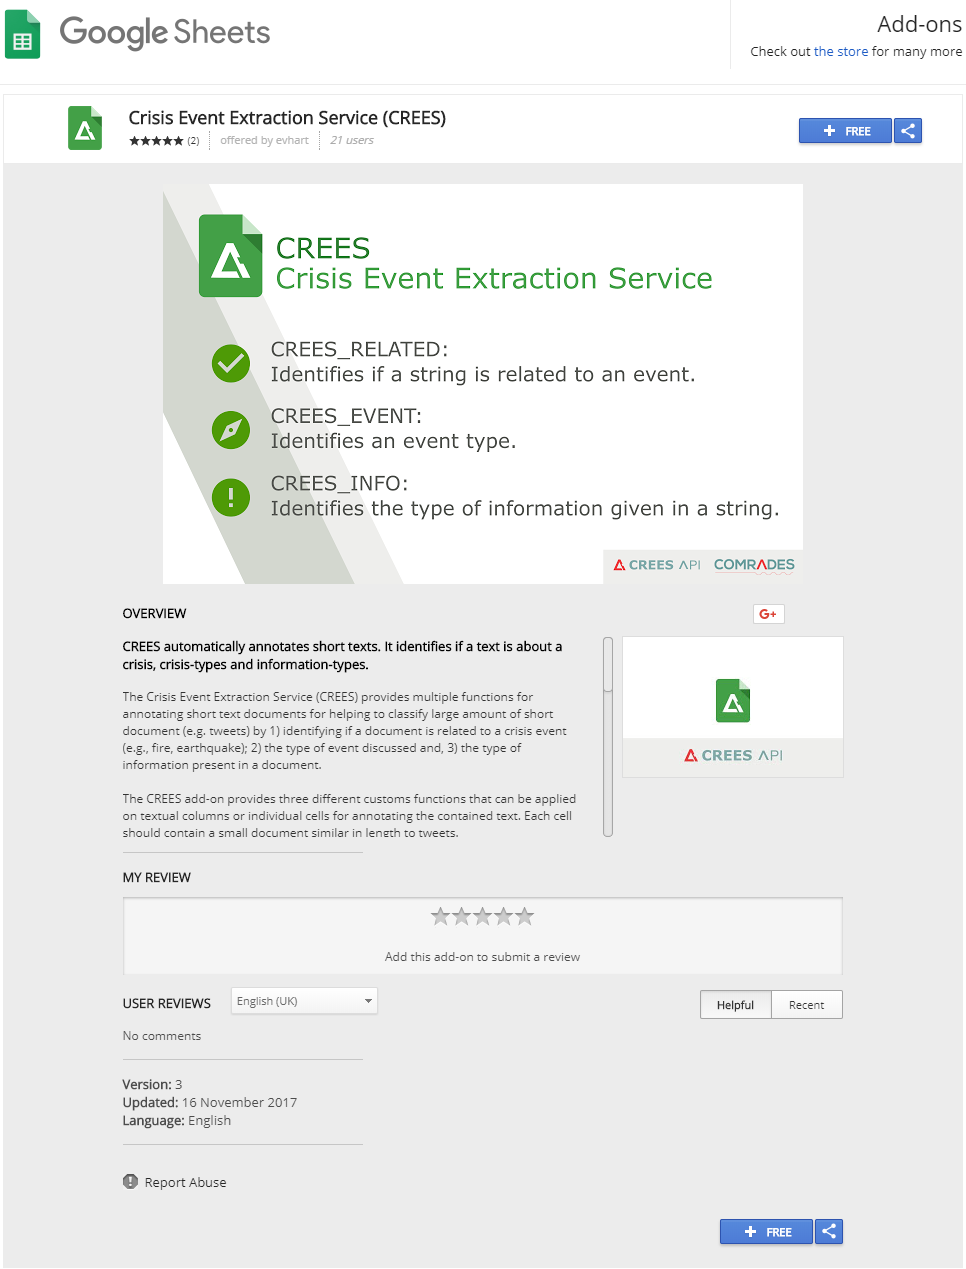 Google Sheets
Add-ons
Check out the store for many more
Crisis Event Extraction Service (CREES)
★★★★★ (2) offered by evhart 21 users
FREE
CREES
Crisis Event Extraction Service
CREES_RELATED:
Identifies if a string is related to an event.
CREES_EVENT:
Identifies an event type.
CREES_INFO:
Identifies the type of information given in a string.
CREES API COMRADES
OVERVIEW
G+
CREES automatically annotates short texts. It identifies if a text is about a
crisis, crisis-types and information-types.
The Crisis Event Extraction Service (CREES) provides multiple functions for
annotating short text documents for helping to classify large amount of short
document (e.g. tweets) by 1) identifying if a document is related to a crisis event
(e.g., fire, earthquake); 2) the type of event discussed and, 3) the type of
information present in a document.
The CREES add-on provides three different customs functions that can be applied
on textual columns or individual cells for annotating the contained text. Each cell
should contain a small document similar in length to tweets.
CREES API
MY REVIEW
Add this add-on to submit a review
USER REVIEWS
English (UK)
Helpful
Recent
No comments
Version: 3
Updated: 16 November 2017
Language: English
Report Abuse
FREE